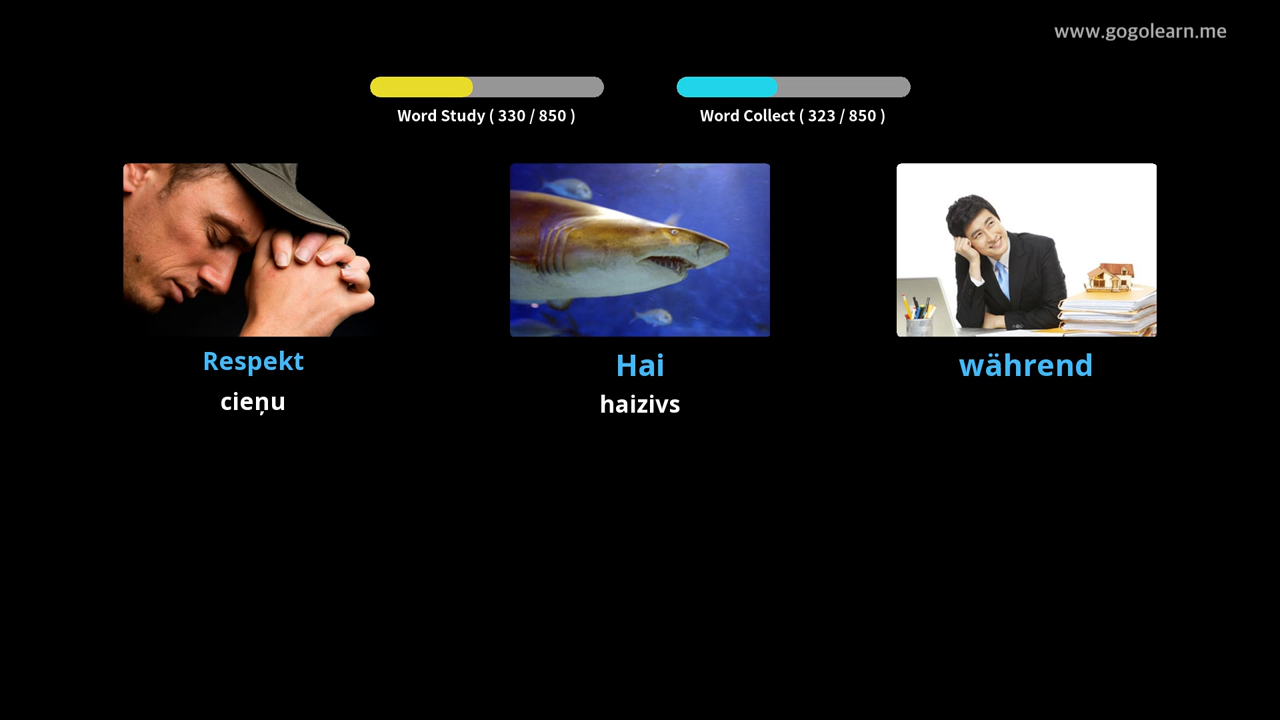 www.gogolearn.me
Word Study ( 330 / 850 )
Word Collect ( 323 / 850 )
Respekt
cieņu
Hai
haizivs
während